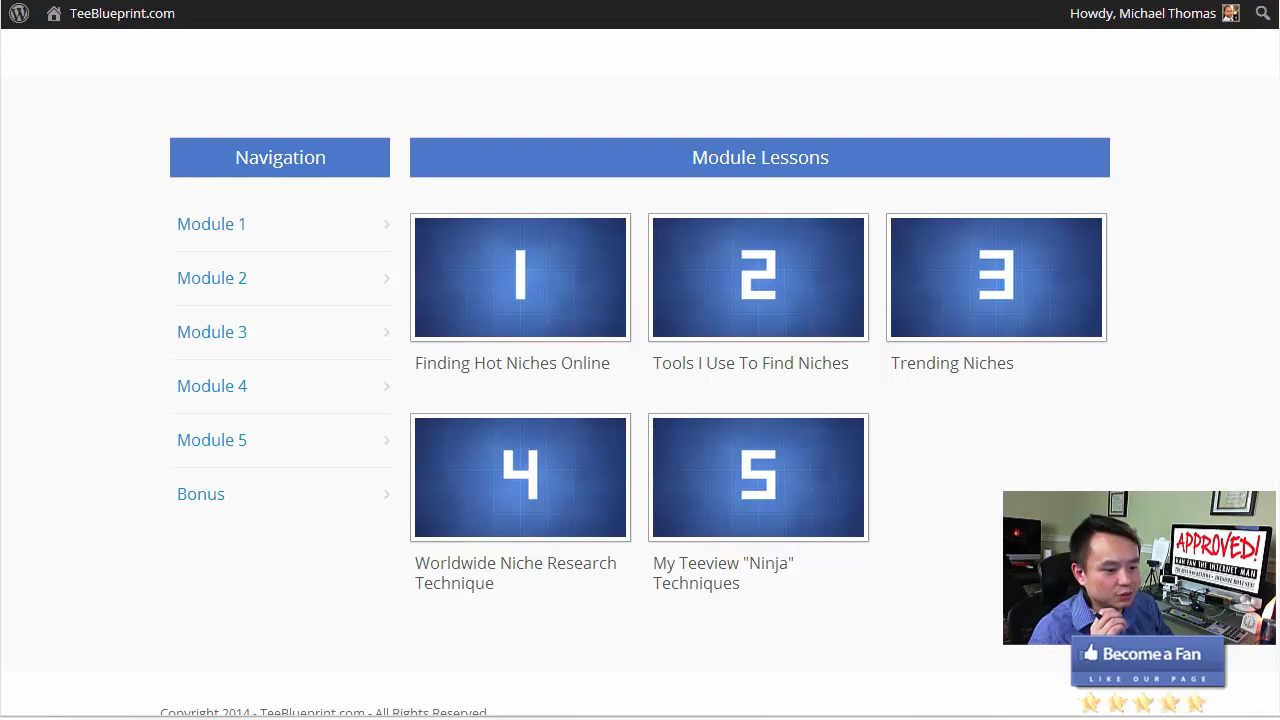 TeeBlueprint.com
Howdy, Michael Thomas
Navigation
Module Lessons
Module 1
Module 2
Module 3
Module 4
Module 5
Bonus
1
2
3
Finding Hot Niches Online
Tools I Use To Find Niches
Trending Niches
4
5
Worldwide Niche Research
Technique
My Teeview "Ninja"
Techniques
APPROVED!
Become a Fan
LIKE OUR PAGE
Copyright 2014 - TeeBlueprint.com - All Rights Reserved